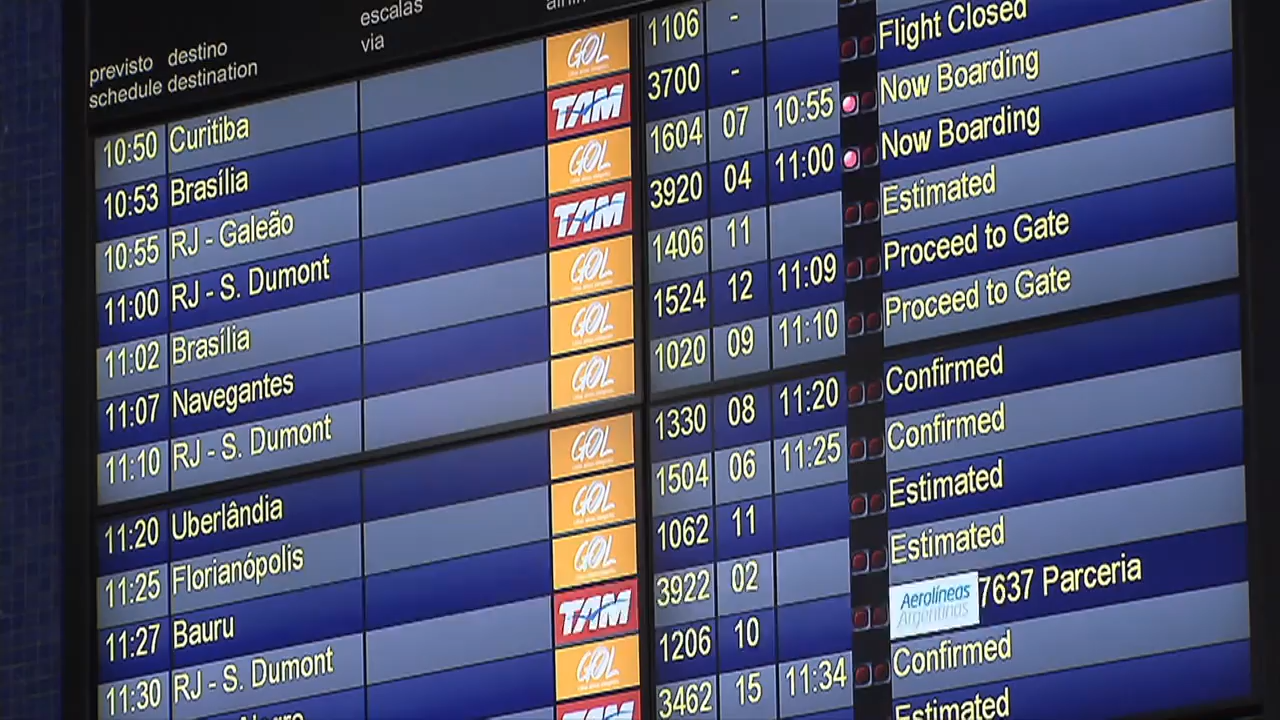 escalas
via
previsto destino
schedule destination
10:50 Curitiba GOL 1106 -
10:53 Brasília TAM 3700 - Flight Closed
10:55 RJ - Galeão GOL 1604 07 10:55 Now Boarding
11:00 RJ - S. Dumont TAM 3920 04 11:00 Now Boarding
11:02 Brasília GOL 1406 11 Estimated
11:07 Navegantes GOL 1524 12 11:09 Proceed to Gate
11:10 RJ - S. Dumont GOL 1020 09 11:10 Proceed to Gate
11:20 Uberlândia GOL 1330 08 11:20 Confirmed
11:25 Florianópolis GOL 1504 06 11:25 Confirmed
11:27 Bauru GOL 1062 11 Estimated
11:30 RJ - S. Dumont TAM 3922 02 Estimated
GOL 1206 10 Aerolíneas Argentinas 7637 Parceria
TAM 3462 15 11:34 Confirmed
Estimated